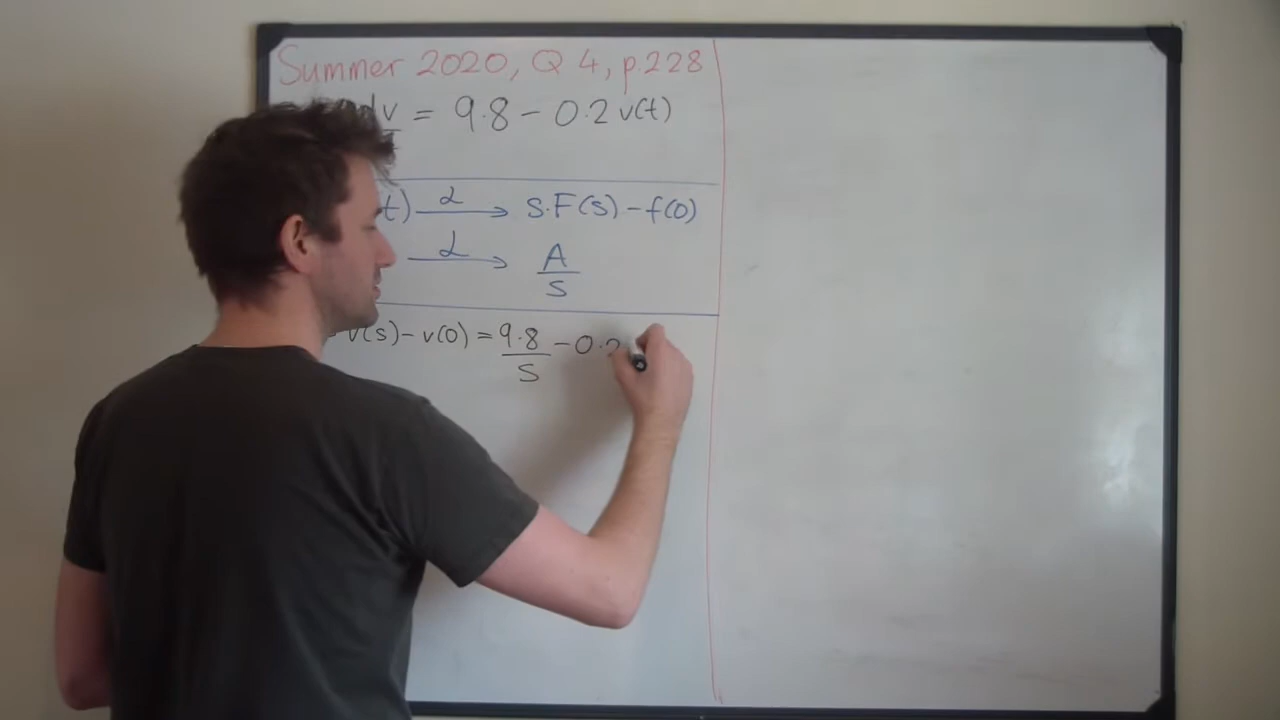 Summer 2020, Q 4, p.228
dv = 9.8 - 0.2 v(t)
t) ℒ→ s.F(s) - f(0)
ℒ→ A/s
v(s) - v(0) = 9.8/s - 0.2